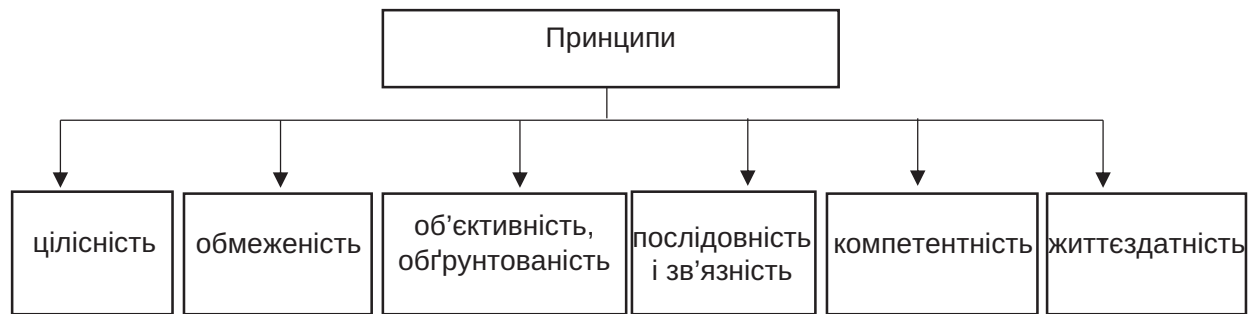 Принципи
цілісність
обмеженість
об’єктивність,
обґрунтованість
послідовність
і зв’язність
компетентність
життєздатність